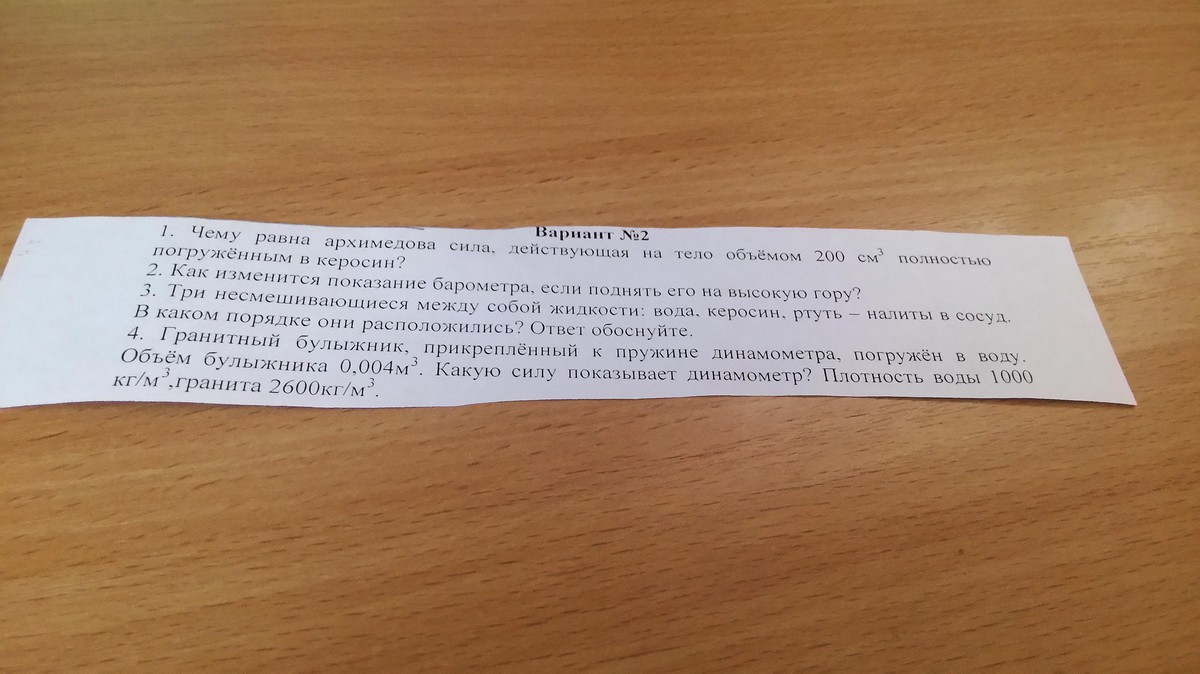 Вариант №2
1. Чему равна архимедова сила, действующая на тело объёмом 200 см³ полностью
погружённым в керосин?
2. Как изменится показание барометра, если поднять его на высокую гору?
3. Три несмешивающиеся между собой жидкости: вода, керосин, ртуть – налиты в сосуд.
В каком порядке они расположились? Ответ обоснуйте.
4. Гранитный булыжник, прикреплённый к пружине динамометра, погружён в воду.
Объём булыжника 0,004м³. Какую силу показывает динамометр? Плотность воды 1000
кг/м³,гранита 2600кг/м³.